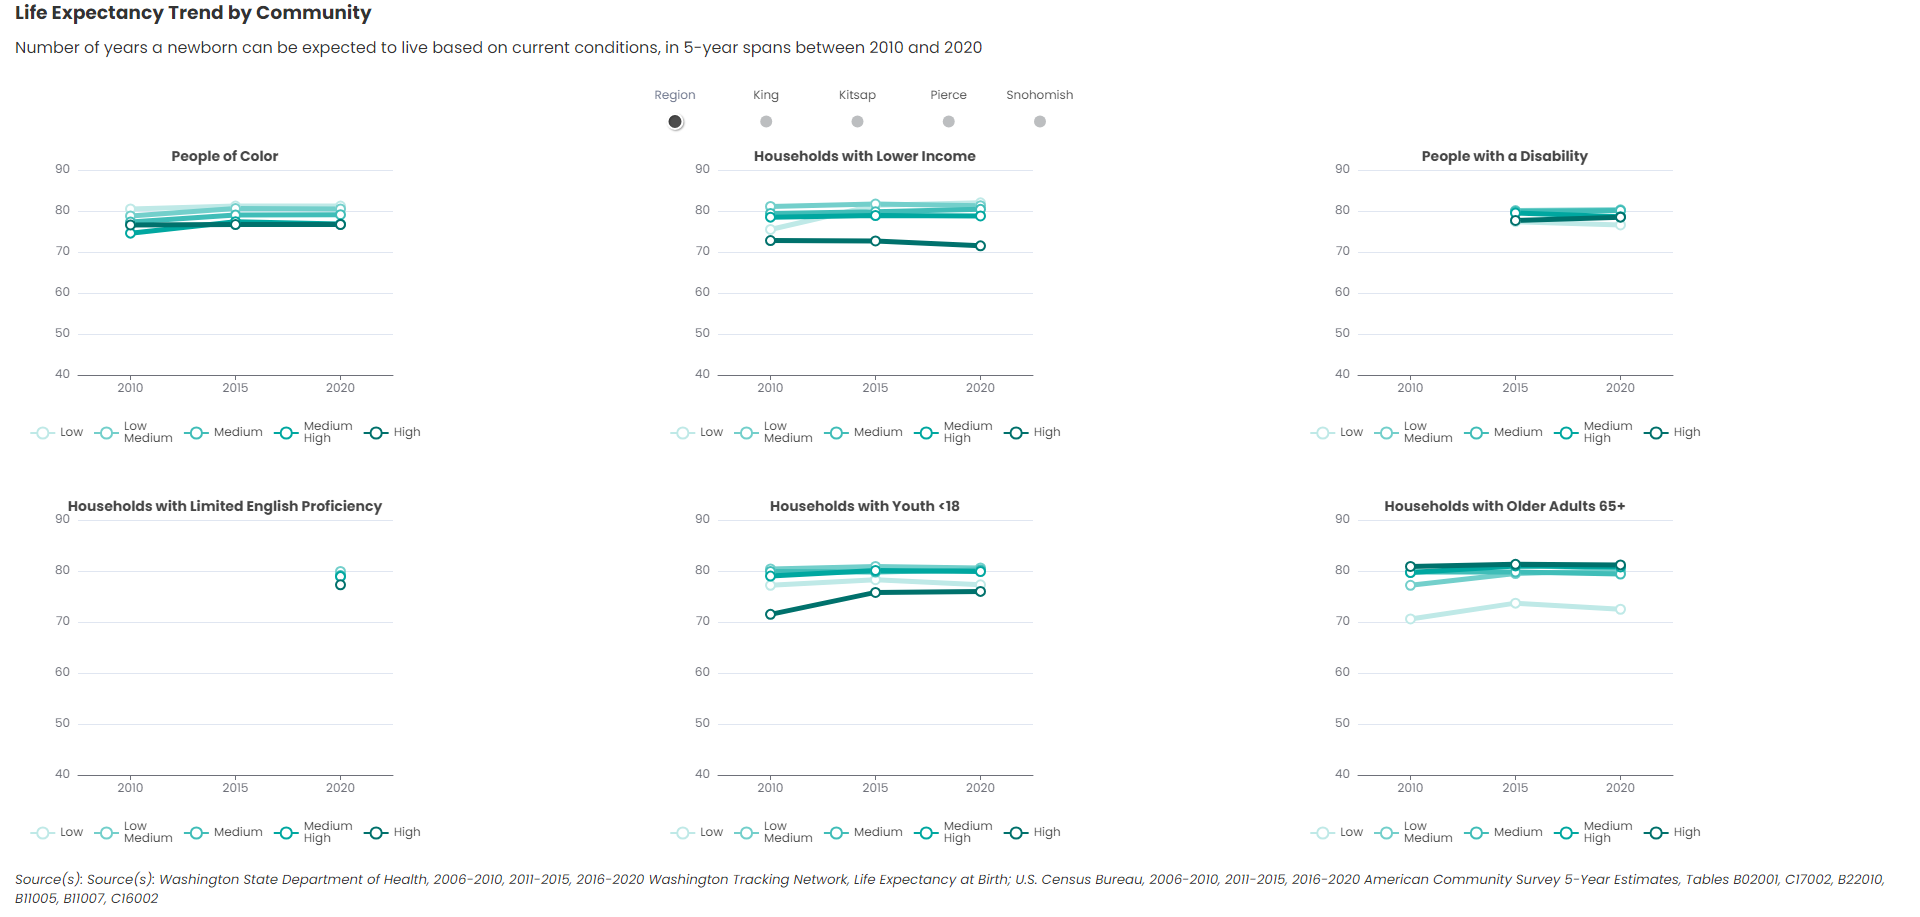 Life Expectancy Trend by Community
Number of years a newborn can be expected to live based on current conditions, in 5-year spans between 2010 and 2020
Region King Kitsap Pierce Snohomish
People of Color
90
80
70
60
50
40
2010 2015 2020
Low
Low
Medium
Medium
Medium
High
High
Households with Lower Income
90
80
70
60
50
40
2010 2015 2020
Low
Low
Medium
Medium
Medium
High
High
People with a Disability
90
80
70
60
50
40
2010 2015 2020
Low
Low
Medium
Medium
Medium
High
High
Households with Limited English Proficiency
90
80
70
60
50
40
2010 2015 2020
Low
Low
Medium
Medium
Medium
High
High
Households with Youth <18
90
80
70
60
50
40
2010 2015 2020
Low
Low
Medium
Medium
Medium
High
High
Households with Older Adults 65+
90
80
70
60
50
40
2010 2015 2020
Low
Low
Medium
Medium
Medium
High
High
Source(s): Source(s): Washington State Department of Health, 2006-2010, 2011-2015, 2016-2020 Washington Tracking Network, Life Expectancy at Birth; U.S. Census Bureau, 2006-2010, 2011-2015, 2016-2020 American Community Survey 5-Year Estimates, Tables B02001, C17002, B22010,
B11005, B11007, C16002